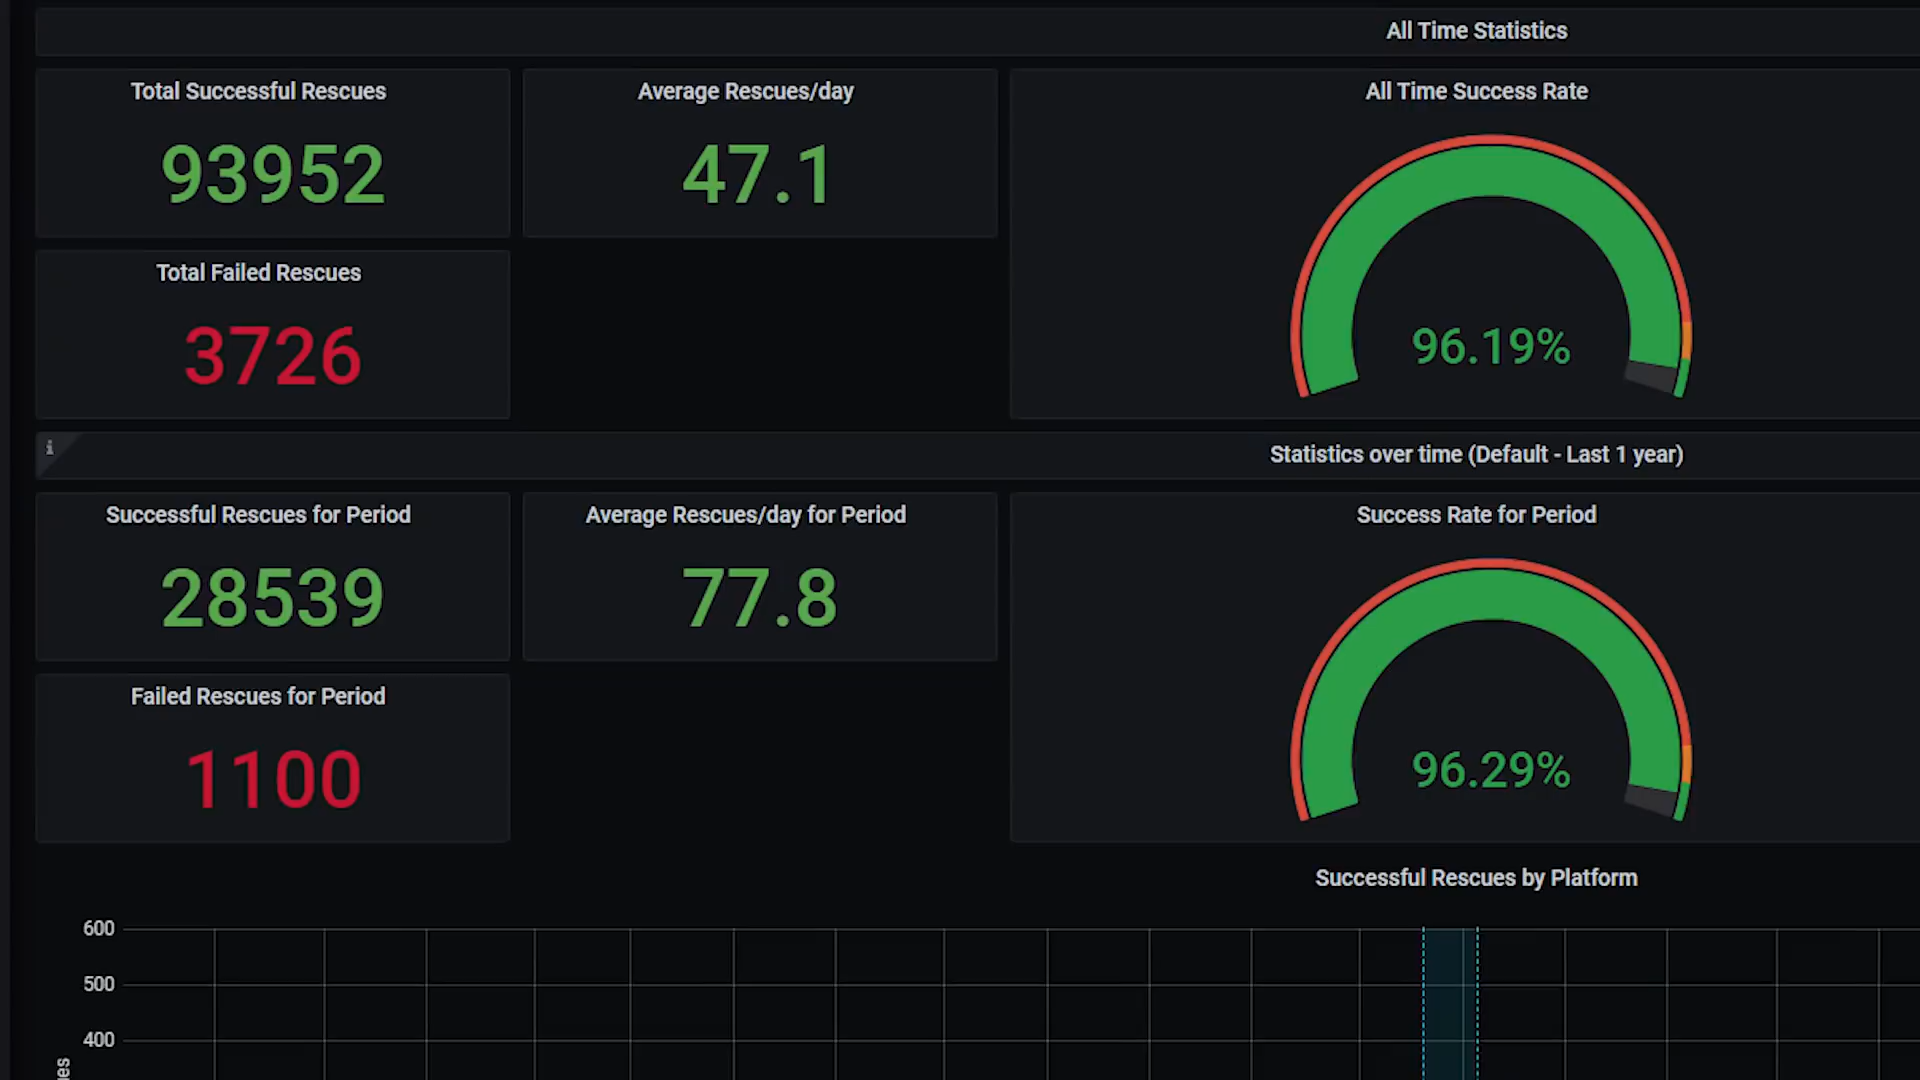 All Time Statistics
Total Successful Rescues
Average Rescues/day
All Time Success Rate
93952
47.1
Total Failed Rescues
3726
96.19%
i
Statistics over time (Default - Last 1 year)
Successful Rescues for Period
Average Rescues/day for Period
Success Rate for Period
28539
77.8
Failed Rescues for Period
1100
96.29%
Successful Rescues by Platform
600
500
400